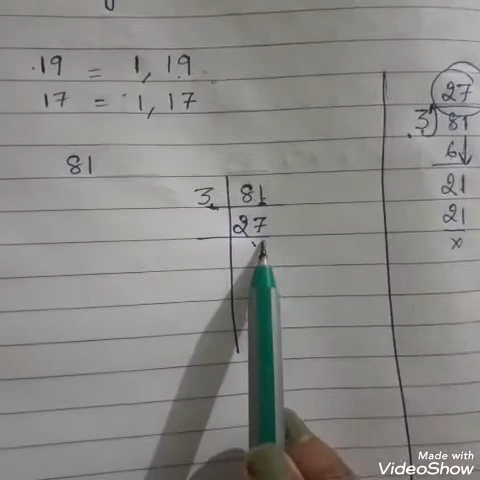 19 = 1, 19
17 = 1, 17
81
3 | 81
27
27
3) 81
6↓
21
21
x
Made with
VideoShow